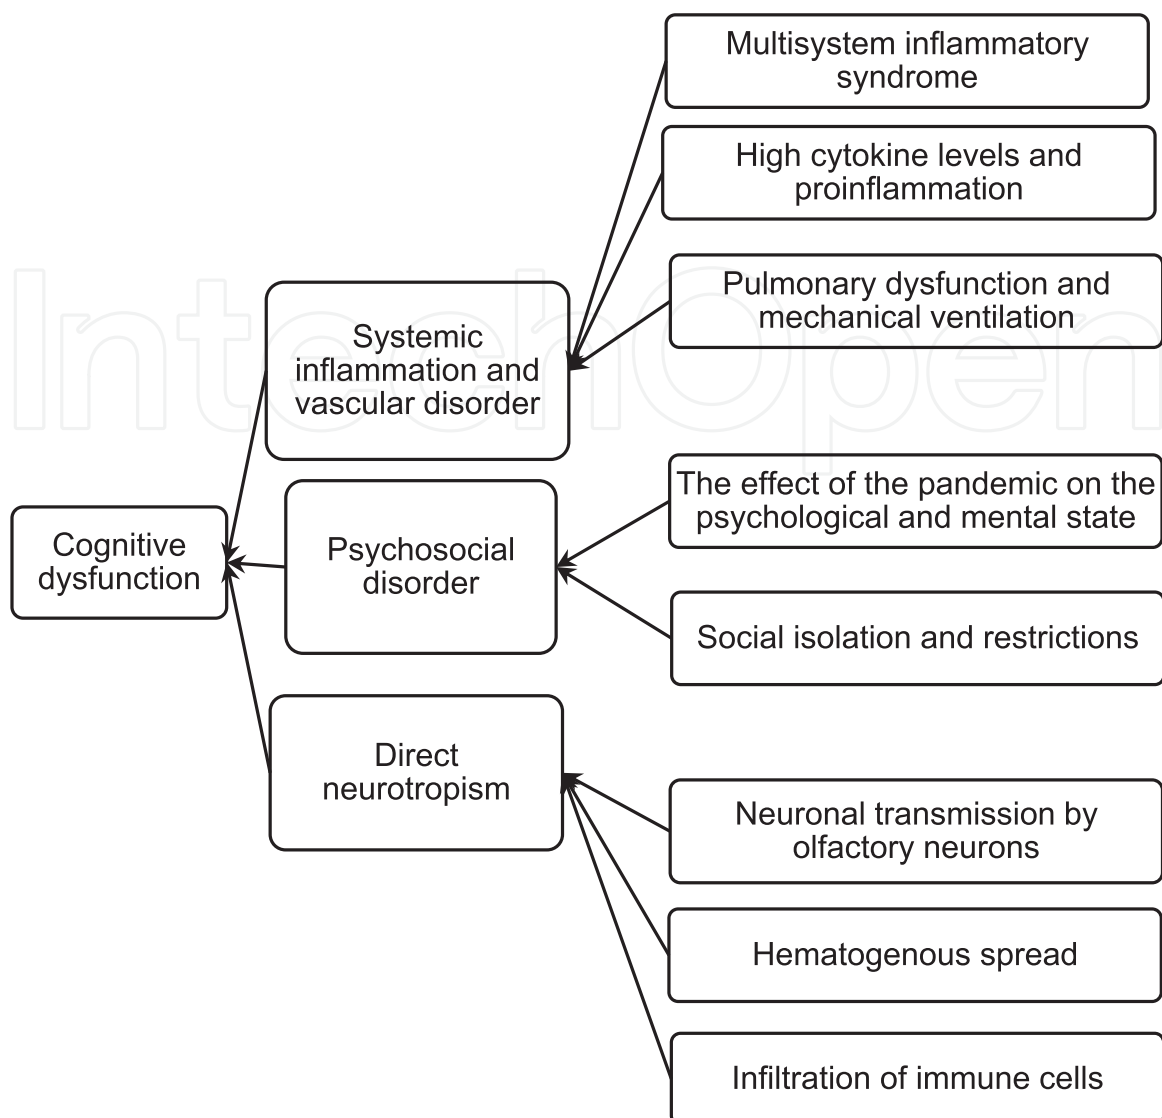 Multisystem inflammatory
syndrome
High cytokine levels and
proinflammation
Pulmonary dysfunction and
mechanical ventilation
Systemic
inflammation and
vascular disorder
IntechOpen
The effect of the pandemic on the
psychological and mental state
Cognitive
dysfunction
Psychosocial
disorder
Social isolation and restrictions
Direct
neurotropism
Neuronal transmission by
olfactory neurons
Hematogenous spread
Infiltration of immune cells